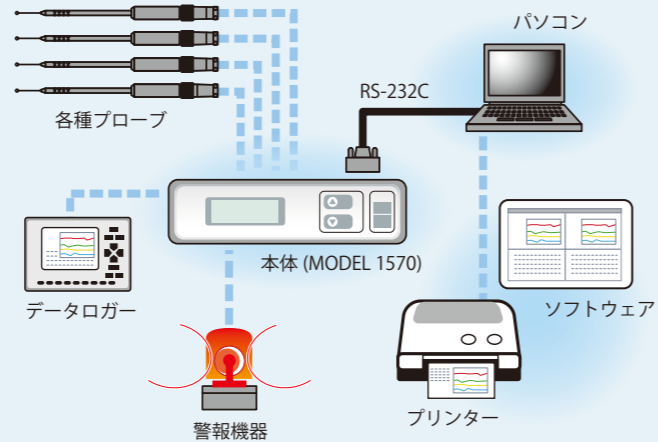 パソコン
RS-232C
各種プローブ
本体 (MODEL 1570)
データロガー
ソフトウェア
プリンター
警報機器